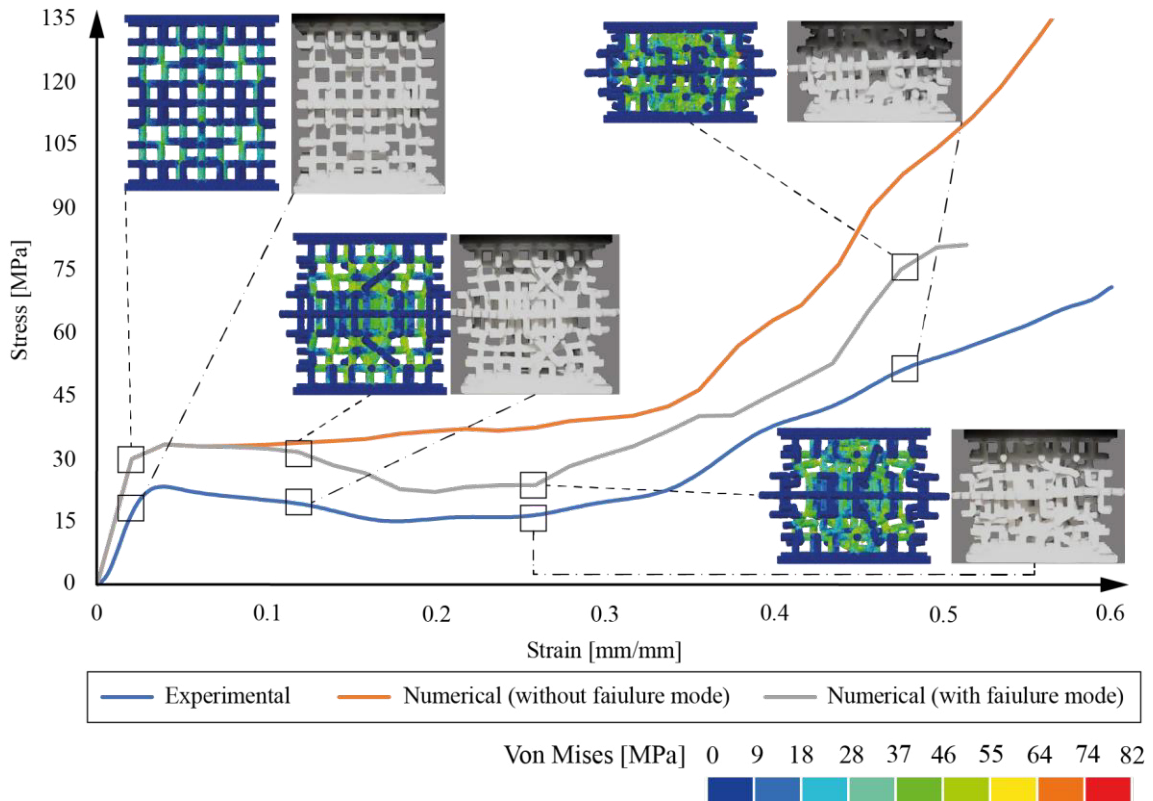 135
120
105
90
75
60
45
30
15
0
Stress [MPa]
0 0.1 0.2 0.3 0.4 0.5 0.6
Strain [mm/mm]
Experimental Numerical (without faiulure mode) Numerical (with faiulure mode)
Von Mises [MPa] 0 9 18 28 37 46 55 64 74 82